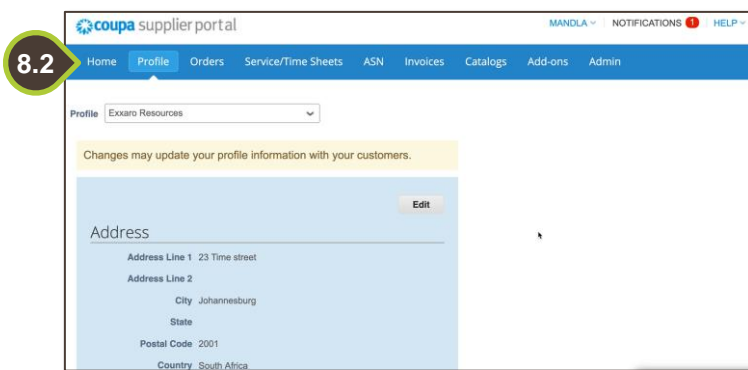 coupa supplier portal
MANDLA NOTIFICATIONS 1 HELP
8.2
Home Profile Orders Service/Time Sheets ASN Invoices Catalogs Add-ons Admin
Profile Exxaro Resources
Changes may update your profile information with your customers.
Edit
Address
Address Line 1 23 Time street
Address Line 2
City Johannesburg
State
Postal Code 2001
Country South Africa